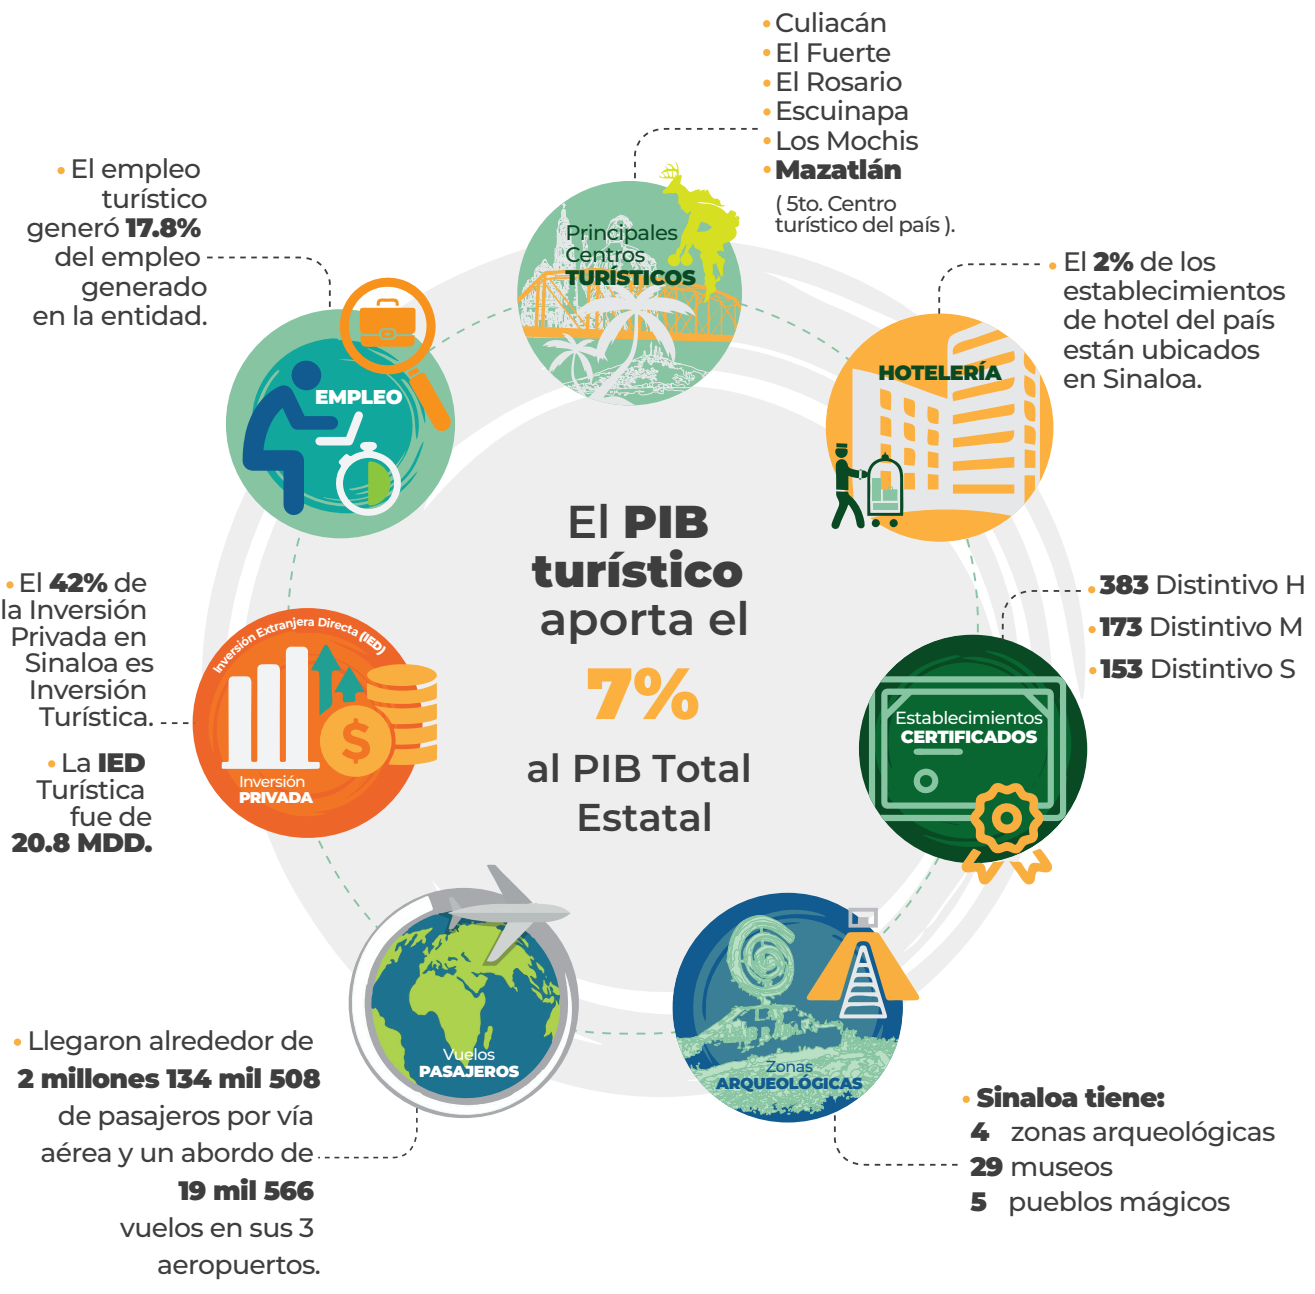 • Culiacán
• El Fuerte
• El Rosario
• Escuinapa
• Los Mochis
• Mazatlán
( 5to. Centro
turístico del país ).
Principales
Centros
TURÍSTICOS
• El 2% de los
establecimientos
de hotel del país
están ubicados
en Sinaloa.
HOTELERÍA
• 383 Distintivo H
• 173 Distintivo M
• 153 Distintivo S
Establecimientos
CERTIFICADOS
• Sinaloa tiene:
4 zonas arqueológicas
29 museos
5 pueblos mágicos
Zonas
ARQUEOLÓGICAS
• Llegaron alrededor de
2 millones 134 mil 508
de pasajeros por vía
aérea y un abordo de
19 mil 566
vuelos en sus 3
aeropuertos.
Vuelos
PASAJEROS
• El 42% de
la Inversión
Privada en
Sinaloa es
Inversión
Turística.
• La IED
Turística
fue de
20.8 MDD.
Inversión Extranjera Directa (IED)
$
Inversión
PRIVADA
• El empleo
turístico
generó 17.8%
del empleo
generado
en la entidad.
EMPLEO
El PIB
turístico
aporta el
7%
al PIB Total
Estatal